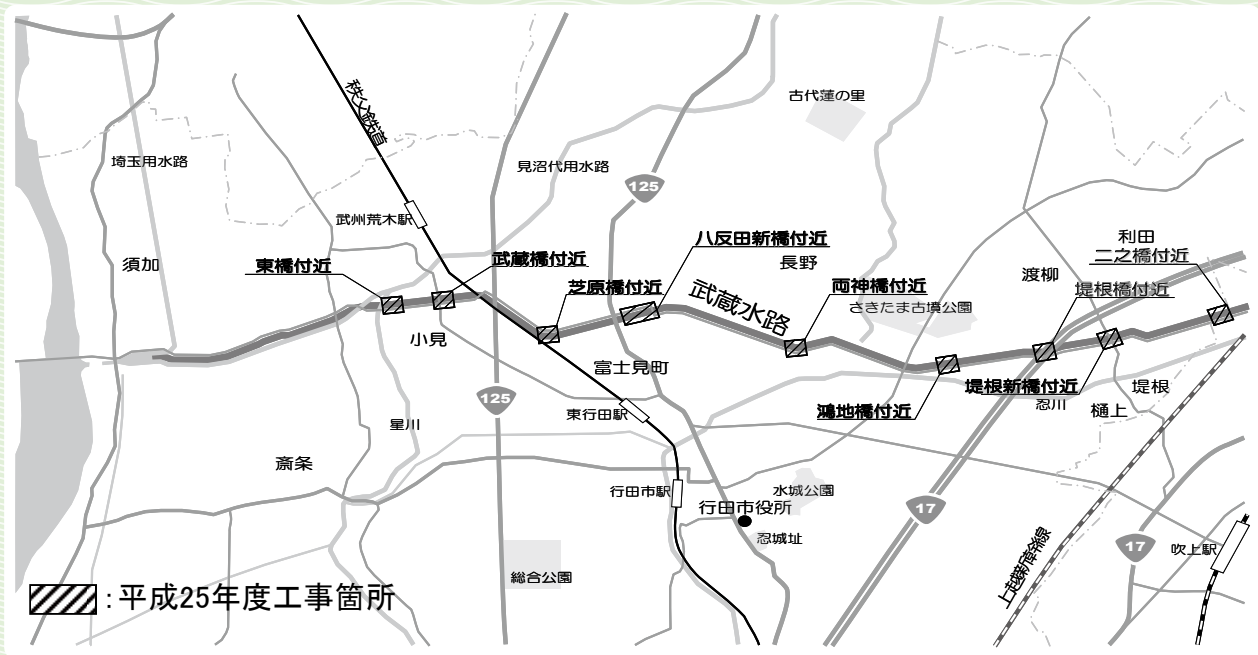 秩父鉄道
古代蓮の里
埼玉用水路
見沼代用水路
125
武州荒木駅
須加
東橋付近
武蔵橋付近
八反田新橋付近
長野
利田
二之橋付近
渡柳
芝原橋付近
武蔵水路
両神橋付近
さきたま古墳公園
堤根橋付近
小見
富士見町
堤根新橋付近
堤根
125
東行田駅
鴻地橋付近
忍川
樋上
星川
斎条
行田市駅
水城公園
行田市役所
17
忍城址
上越新幹線
17
吹上駅
総合公園
:平成25年度工事箇所